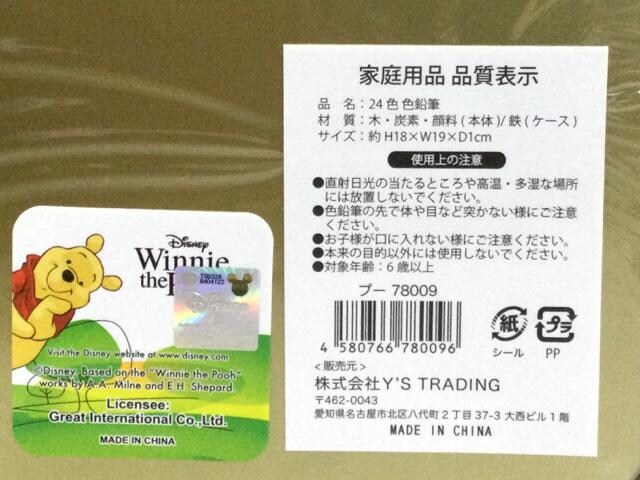 家庭用品 品質表示
品 名：24色 色鉛筆
材 質：木・炭素・顔料(本体)/鉄(ケース)
サイズ：約 H18×W19×D1cm
使用上の注意
●直射日光の当たるところや高温・多湿な場所
には放置しないでください。
●色鉛筆の先で体や目など突かない様にご注意
ください。
●お子様が口に入れない様にご注意ください。
●本来の目的以外には使用しないでください。
●対象年齢：6歳以上
プー 78009
4 580766 780096
紙
シール
プラ
PP
<販売元>
株式会社Y'S TRADING
〒462-0043
愛知県名古屋市北区八代町2丁目37-3 大西ビル1階
MADE IN CHINA
Disney
Winnie
the
T00328
8404122
Disney
Visit the Disney website at www.disney.com
©Disney. Based on the "Winnie the Pooh"
works by A.A. Milne and E.H. Shepard.
Licensee:
Great International Co.,Ltd.
MADE IN CHINA